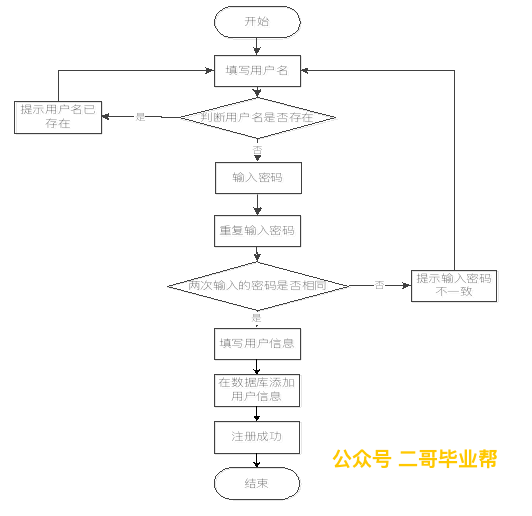 开始
填写用户名
提示用户名已
存在
是
判断用户名是否存在
否
输入密码
重复输入密码
两次输入的密码是否相同
否
提示输入密码
不一致
是
填写用户信息
在数据库添加
用户信息
注册成功
公众号 二哥毕业帮
结束